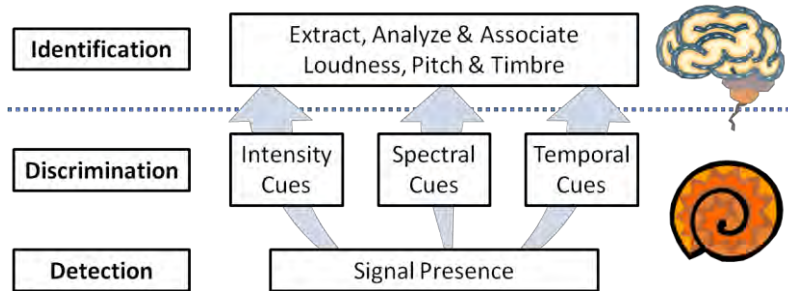 Identification
Extract, Analyze & Associate
Loudness, Pitch & Timbre
Discrimination
Intensity
Cues
Spectral
Cues
Temporal
Cues
Detection
Signal Presence